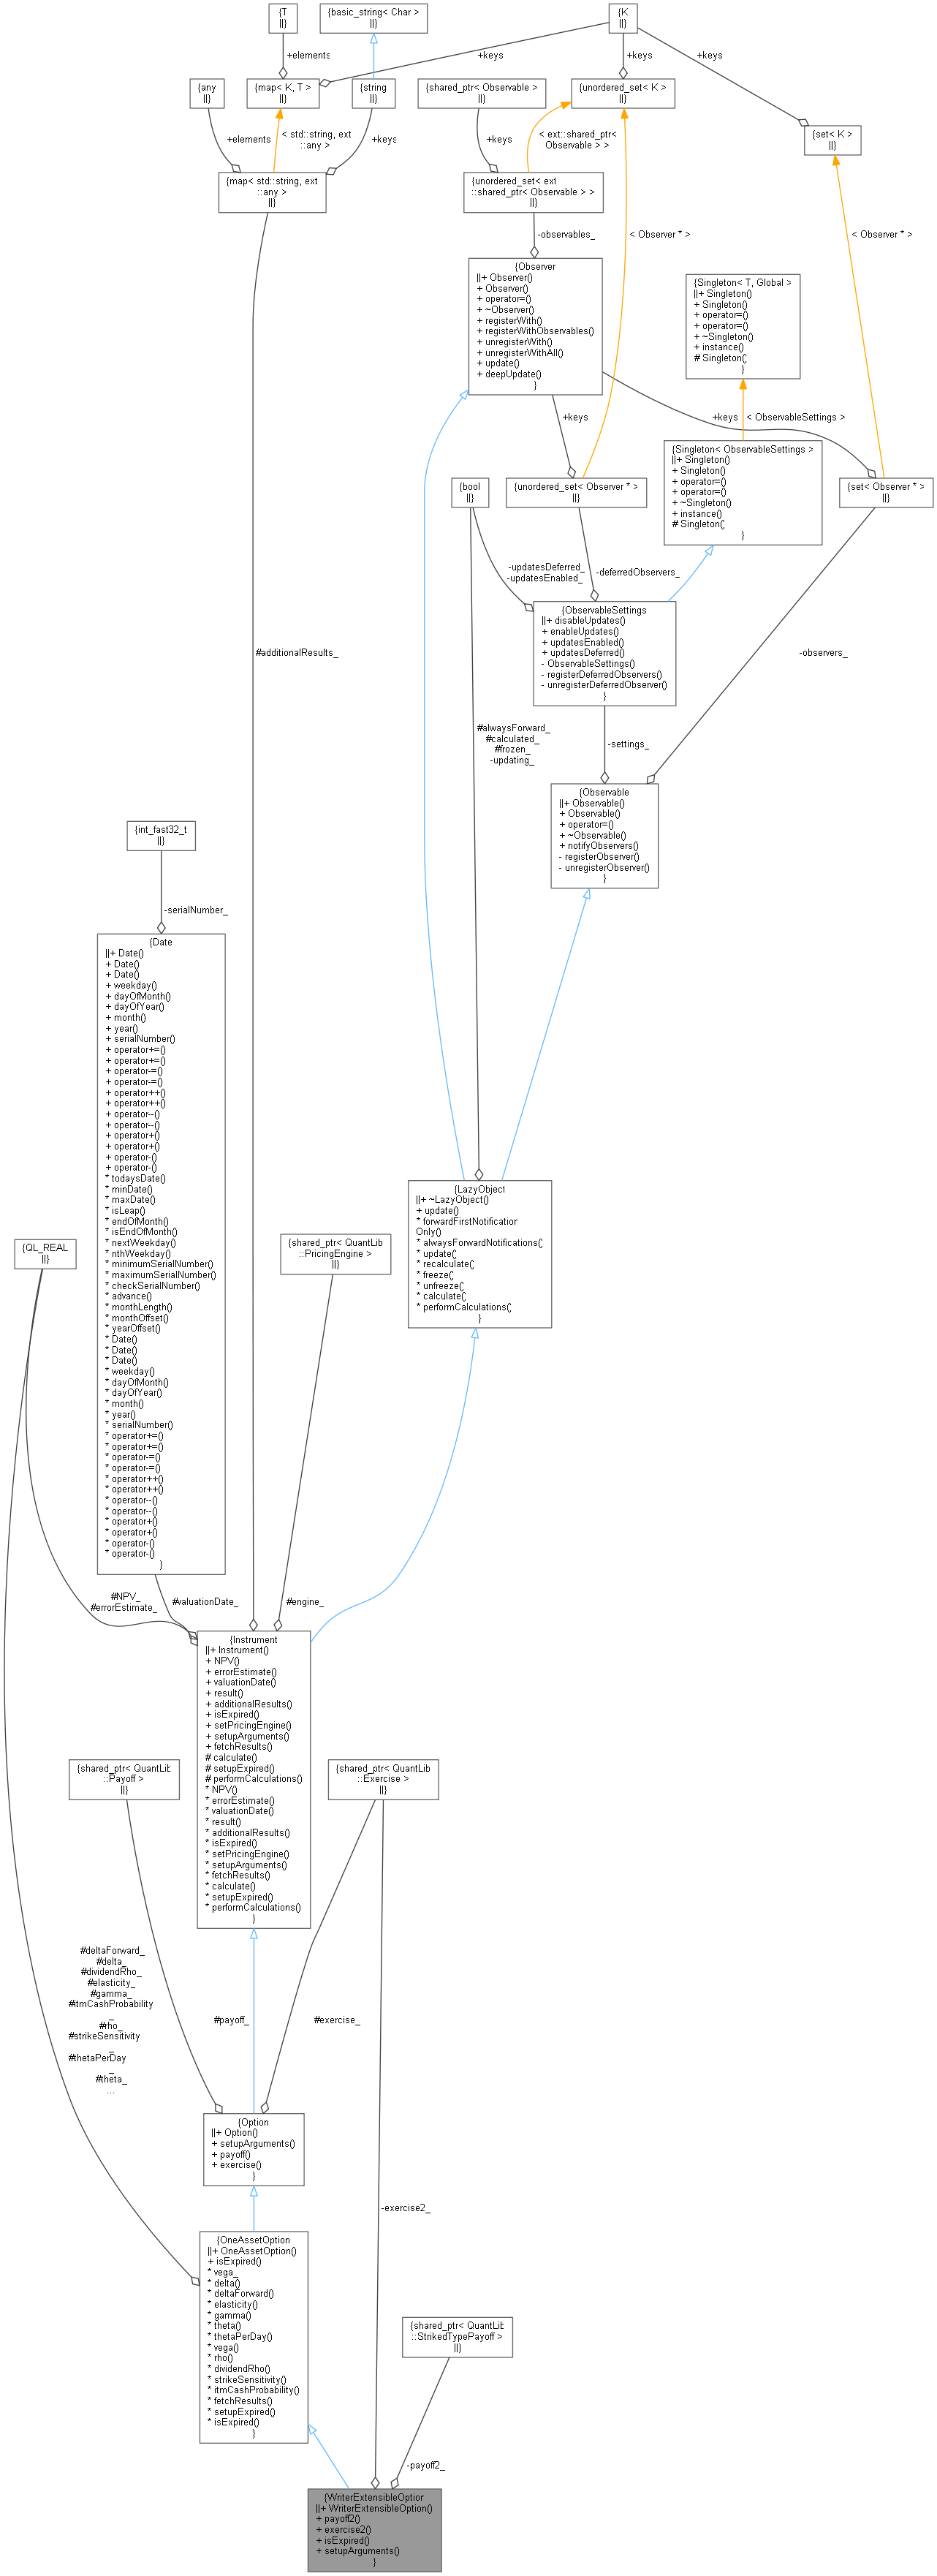 {T
||}
{basic_string< Char >
||}
{K
||}
+elements
+keys
+keys
+keys
{any
||}
{map< K, T >
||}
{string
||}
{shared_ptr< Observable >
||}
{unordered_set< K >
||}
{set< K >
||}
+elements
< std::string, ext
::any >
+keys
+keys
< ext::shared_ptr<
Observable > >
{map< std::string, ext
::any >
||}
{unordered_set< ext
::shared_ptr< Observable > >
||}
-observables_
< Observer * >
< Observer * >
{Observer
||+ Observer()
+ Observer()
+ operator=()
+ ~Observer()
+ registerWith()
+ registerWithObservables()
+ unregisterWith()
+ unregisterWithAll()
+ update()
+ deepUpdate()
}
{Singleton< T, Global >
||+ Singleton()
+ Singleton()
+ operator=()
+ operator=()
+ ~Singleton()
+ instance()
# Singleton()
}
+keys
+keys
< ObservableSettings >
{bool
||}
{unordered_set< Observer * >
||}
{Singleton< ObservableSettings >
||+ Singleton()
+ Singleton()
+ operator=()
+ operator=()
+ ~Singleton()
+ instance()
# Singleton()
}
{set< Observer * >
||}
-updatesDeferred_
-updatesEnabled_
-deferredObservers_
{ObservableSettings
||+ disableUpdates()
+ enableUpdates()
+ updatesEnabled()
+ updatesDeferred()
- ObservableSettings()
- registerDeferredObservers()
- unregisterDeferredObserver()
}
#additionalResults_
-observers_
#alwaysForward_
#calculated_
#frozen_
-updating_
-settings_
{Observable
||+ Observable()
+ Observable()
+ operator=()
+ ~Observable()
+ notifyObservers()
- registerObserver()
- unregisterObserver()
}
{int_fast32_t
||}
-serialNumber_
{Date
||+ Date()
+ Date()
+ Date()
+ weekday()
+ dayOfMonth()
+ dayOfYear()
+ month()
+ year()
+ serialNumber()
+ operator+=()
+ operator+=()
+ operator-=()
+ operator-=()
+ operator++()
+ operator++()
+ operator--()
+ operator--()
+ operator+()
+ operator+()
+ operator-()
+ operator-()
* todaysDate()
* minDate()
* maxDate()
* isLeap()
* endOfMonth()
* isEndOfMonth()
* nextWeekday()
* nthWeekday()
* minimumSerialNumber()
* maximumSerialNumber()
* checkSerialNumber()
* advance()
* monthLength()
* monthOffset()
* yearOffset()
* Date()
* Date()
* Date()
* weekday()
* dayOfMonth()
* dayOfYear()
* month()
* year()
* serialNumber()
* operator+=()
* operator+=()
* operator-=()
* operator-=()
* operator++()
* operator++()
* operator--()
* operator--()
* operator+()
* operator+()
* operator-()
* operator-()
}
{LazyObject
||+ ~LazyObject()
+ update()
* forwardFirstNotification
Only()
* alwaysForwardNotifications()
* update()
* recalculate()
* freeze()
* unfreeze()
* calculate()
* performCalculations()
}
{QL_REAL
||}
{shared_ptr< QuantLib
::PricingEngine >
||}
#NPV_
#errorEstimate_
#valuationDate_
#engine_
{Instrument
||+ Instrument()
+ NPV()
+ errorEstimate()
+ valuationDate()
+ result()
+ additionalResults()
+ isExpired()
+ setPricingEngine()
+ setupArguments()
+ fetchResults()
# calculate()
# setupExpired()
# performCalculations()
* NPV()
* errorEstimate()
* valuationDate()
* result()
* additionalResults()
* isExpired()
* setPricingEngine()
* setupArguments()
* fetchResults()
* calculate()
* setupExpired()
* performCalculations()
}
{shared_ptr< QuantLib
::Payoff >
||}
{shared_ptr< QuantLib
::Exercise >
||}
#deltaForward_
#delta_
#dividendRho_
#elasticity_
#gamma_
#itmCashProbability
_
#rho_
#strikeSensitivity
_
#thetaPerDay
_
#theta_
...
#payoff_
#exercise_
{Option
||+ Option()
+ setupArguments()
+ payoff()
+ exercise()
}
-exercise2_
{OneAssetOption
||+ OneAssetOption()
+ isExpired()
* vega_
* delta()
* deltaForward()
* elasticity()
* gamma()
* theta()
* thetaPerDay()
* vega()
* rho()
* dividendRho()
* strikeSensitivity()
* itmCashProbability()
* fetchResults()
* setupExpired()
* isExpired()
}
{shared_ptr< QuantLib
::StrikedTypePayoff >
||}
-payoff2_
{WriterExtensibleOption
||+ WriterExtensibleOption()
+ payoff2()
+ exercise2()
+ isExpired()
+ setupArguments()
}